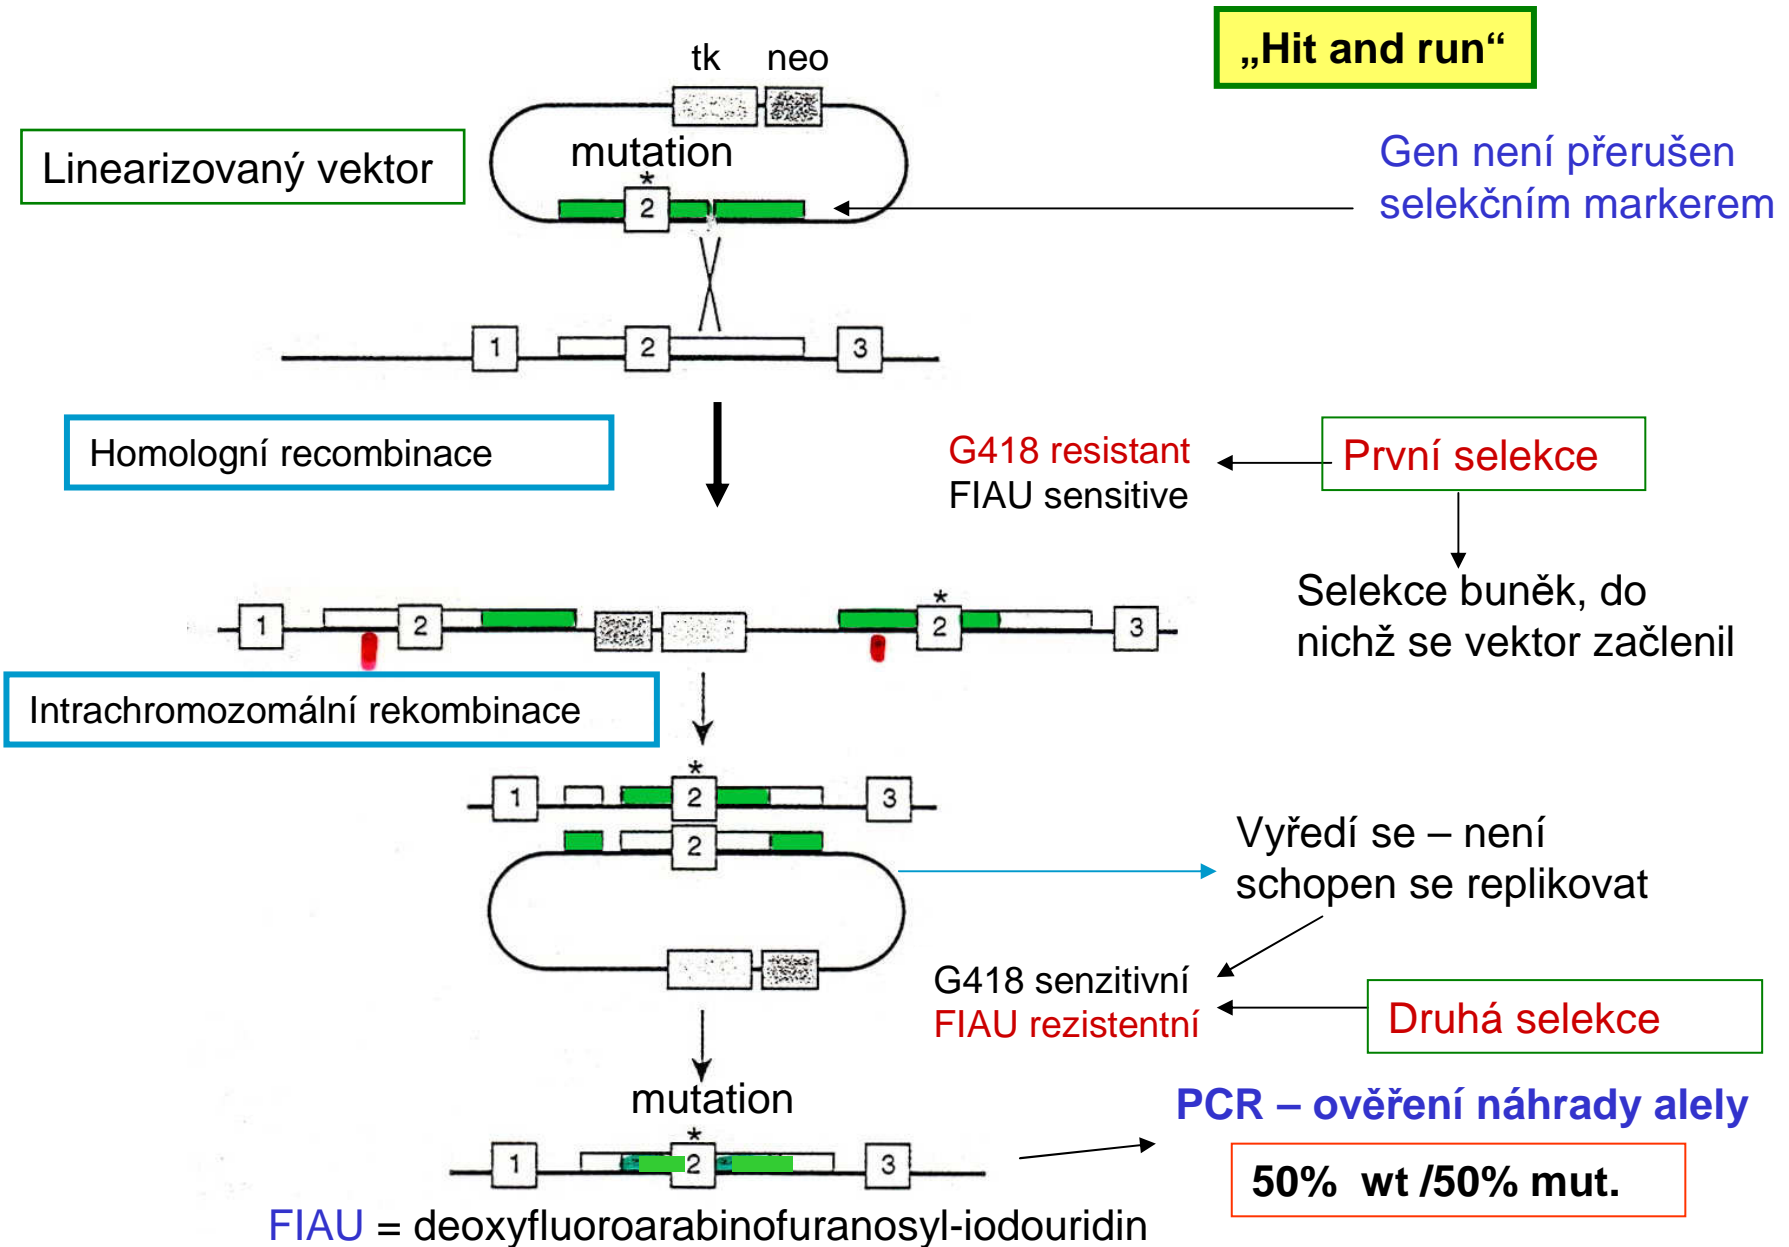 „Hit and run“
tk neo
Linearizovaný vektor
mutation
*
2
Gen není přerušen
selekčním markerem
1 2 3
Homologní recombinace
G418 resistant
FIAU sensitive
První selekce
Selekce buněk, do
nichž se vektor začlenil
*
1 2 2 3
Intrachromozomální rekombinace
*
1 2 3
2
Vyředí se – není
schopen se replikovat
G418 senzitivní
FIAU rezistentní
Druhá selekce
mutation
*
1 2 3
PCR – ověření náhrady alely
50% wt /50% mut.
FIAU = deoxyfluoroarabinofuranosyl-iodouridin